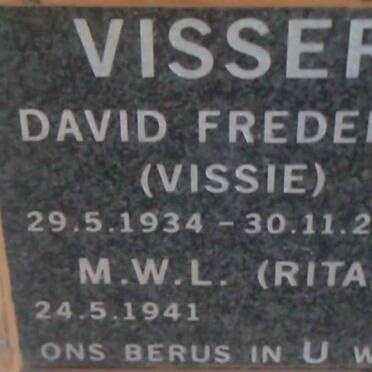 VISSER
DAVID FREDE
(VISSIE)
29.5.1934 - 30.11.2
M.W.L. (RITA
24.5.1941
ONS BERUS IN U W